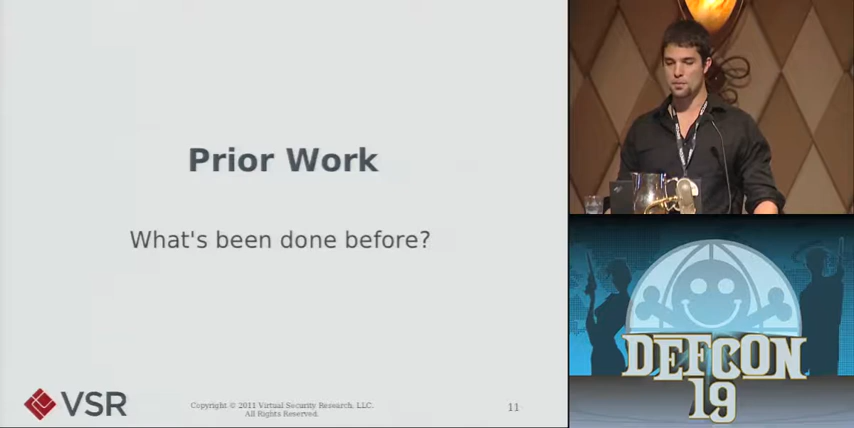 Prior Work
What's been done before?
VSR
Copyright © 2011 Virtual Security Research, LLC.
All Rights Reserved.
11
DEFCON
19